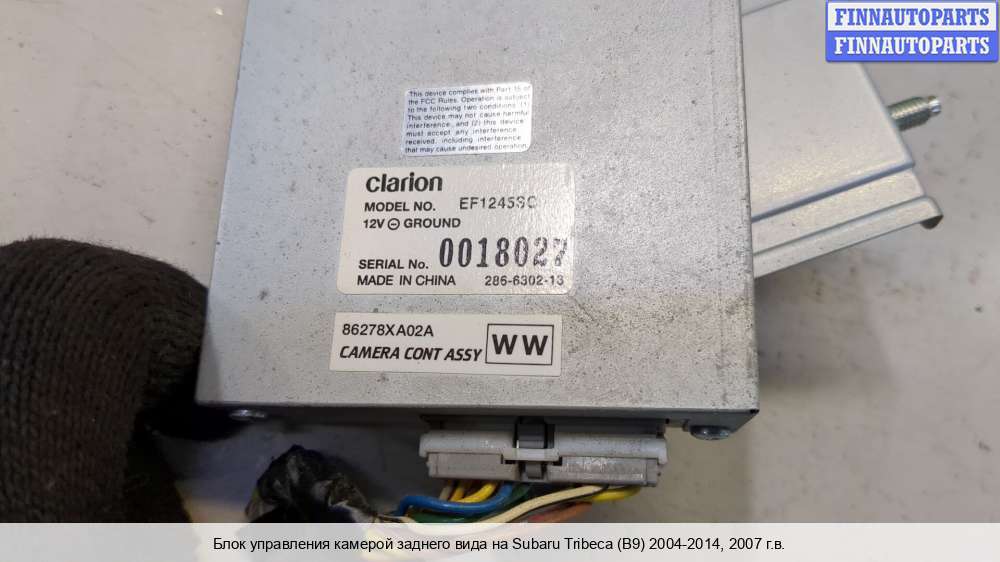 FINNAUTOPARTS
FINNAUTOPARTS
This device complies with Part 15 of
the FCC Rules. Operation is subject
to the following two conditions: (1)
This device may not cause harmful
interference, and (2) this device
must accept any interference
received, including interference
that may cause undesired operation.
clarion
MODEL NO. EF1245SC
12V ⊖ GROUND
SERIAL No. 0018027
MADE IN CHINA 286-6302-13
86278XA02A
CAMERA CONT ASSY WW
Блок управления камерой заднего вида на Subaru Tribeca (B9) 2004-2014, 2007 г.в.